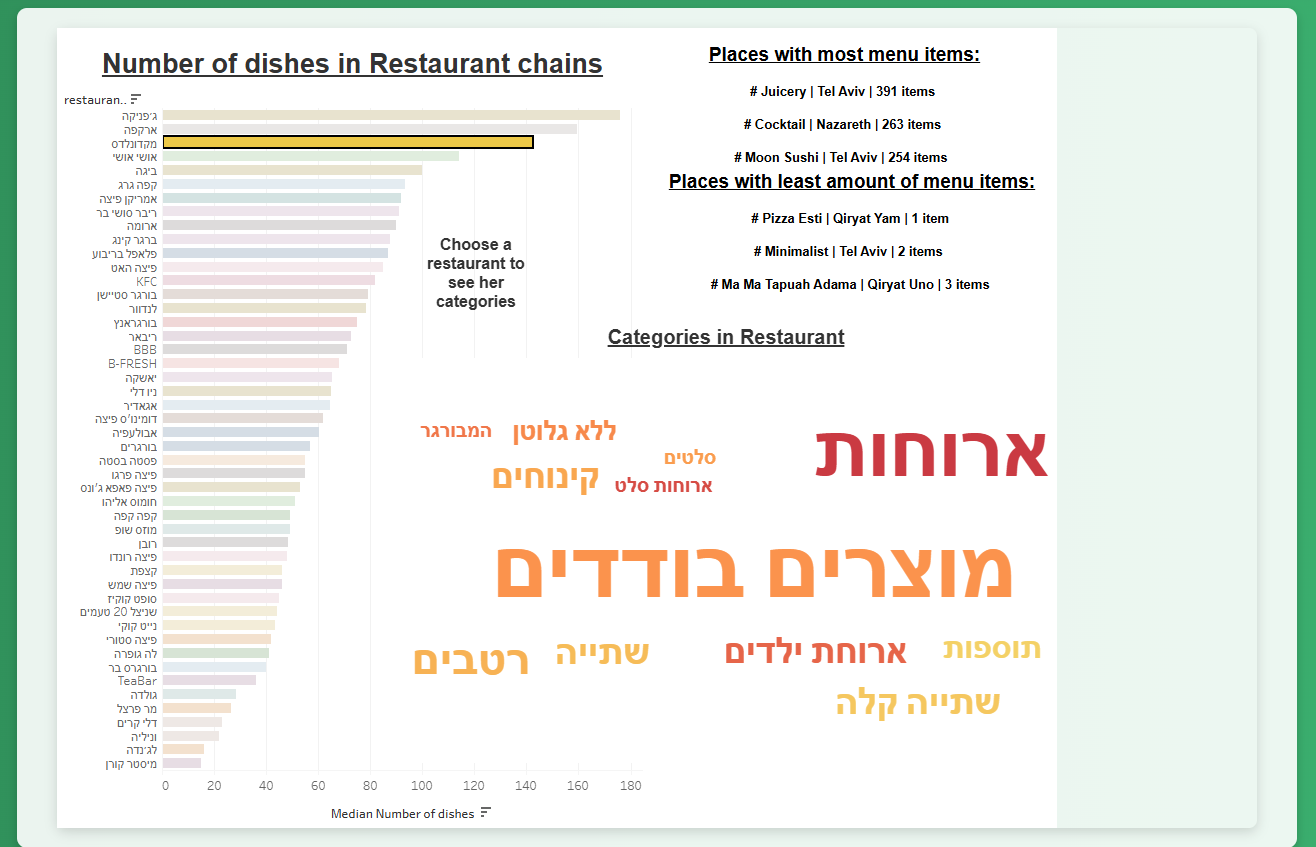 Number of dishes in Restaurant chains
restauran..
ג׳פניקה
ארקפה
מקדונלדס
אושי אושי
ביגה
קפה גרג
אמריקן פיצה
ריבר סושי בר
ארומה
ברגר קינג
פלאפל בריבוע
פיצה האט
KFC
בורגר סטיישן
לנדוור
בורגראנץ
ריבאר
BBB
B-FRESH
יאשקה
ניו דלי
אגאדיר
דומינו׳ס פיצה
אבולעפיה
בורגרים
פסטה בסטה
פיצה פרגו
פיצה פאפא ג׳ונס
חומוס אליהו
קפה קפה
מוזס שופ
רובן
פיצה רונדו
קצפת
פיצה שמש
סופט קוקיז
שניצל 20 טעמים
נייט קוקי
פיצה סטורי
לה גופרה
בורגרס בר
TeaBar
גולדה
מר פרצל
דלי קרים
וניליה
לג׳נדה
מיסטר קורן
0 20 40 60 80 100 120 140 160 180
Median Number of dishes
Choose a
restaurant to
see her
categories
Places with most menu items:
# Juicery | Tel Aviv | 391 items
# Cocktail | Nazareth | 263 items
# Moon Sushi | Tel Aviv | 254 items
Places with least amount of menu items:
# Pizza Esti | Qiryat Yam | 1 item
# Minimalist | Tel Aviv | 2 items
# Ma Ma Tapuah Adama | Qiryat Uno | 3 items
Categories in Restaurant
ארוחות
ללא גלוטן
המבורגר
סלטים
קינוחים
ארוחות סלט
מוצרים בודדים
תוספות
ארוחת ילדים
שתייה
רטבים
שתייה קלה